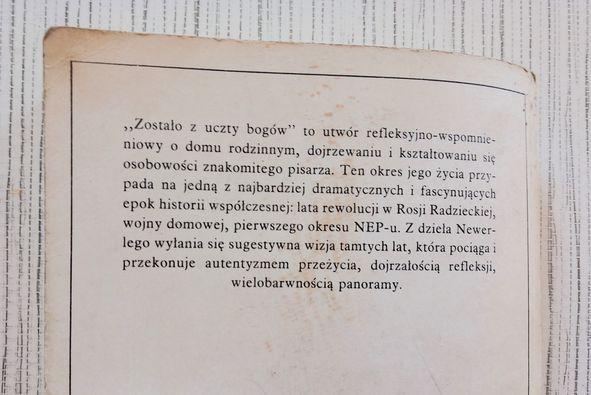 ,,Zostało z uczty bogów” to utwór refleksyjno-wspomnie-
niowy o domu rodzinnym, dojrzewaniu i kształtowaniu się
osobowości znakomitego pisarza. Ten okres jego życia przy-
pada na jedną z najbardziej dramatycznych i fascynujących
epok historii współczesnej: lata rewolucji w Rosji Radzieckiej,
wojny domowej, pierwszego okresu NEP-u. Z dzieła Newer-
lego wyłania się sugestywna wizja tamtych lat, która pociąga i
przekonuje autentyzmem przeżycia, dojrzałością refleksji,
wielobarwnością panoramy.